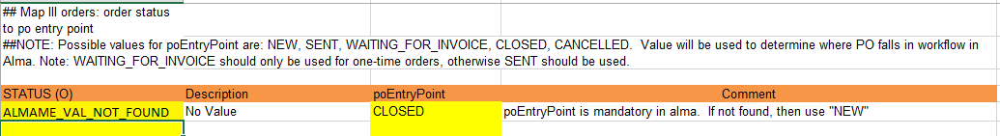 ## Map III orders: order status
to po entry point
##NOTE: Possible values for poEntryPoint are: NEW, SENT, WAITING_FOR_INVOICE, CLOSED, CANCELLED.  Value will be used to determine where PO falls in workflow in
Alma. Note: WAITING_FOR_INVOICE should only be used for one-time orders, otherwise SENT should be used.
STATUS (O) Description poEntryPoint Comment
ALMAME_VAL_NOT_FOUND No Value CLOSED poEntryPoint is mandatory in alma.  If not found, then use "NEW"